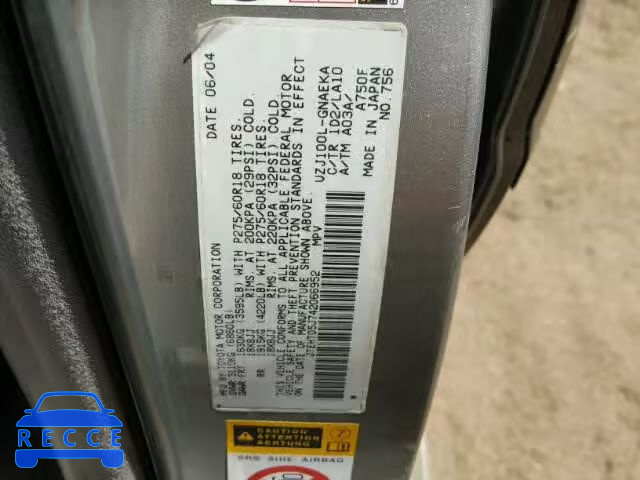 MFD BY TOYOTA MOTOR CORPORATION DATE 06/04
GVWR 3110KG (6860LB)
GAWR FRT 1630KG (3595LB) WITH P275/60R18 TIRES.
18X8JJ RIMS. AT 200KPA (29PSI) COLD.
RR 1915KG (4220LB) WITH P275/60R18 TIRES.
18X8JJ RIMS. AT 220KPA (32PSI) COLD.
THIS VEHICLE CONFORMS TO ALL APPLICABLE FEDERAL MOTOR
VEHICLE SAFETY AND THEFT PREVENTION STANDARDS IN EFFECT
ON THE DATE OF MANUFACTURE SHOWN ABOVE.
JTEHT05J742066952 MPV
UZJ100L-GNAEKA
C/TR 1D2/LA10
A/TM A03A/ A750F
MADE IN JAPAN
NO.756
CAUTION
ATTENTION
ACHTUNG
SRS SIDE AIRBAG
RECCE